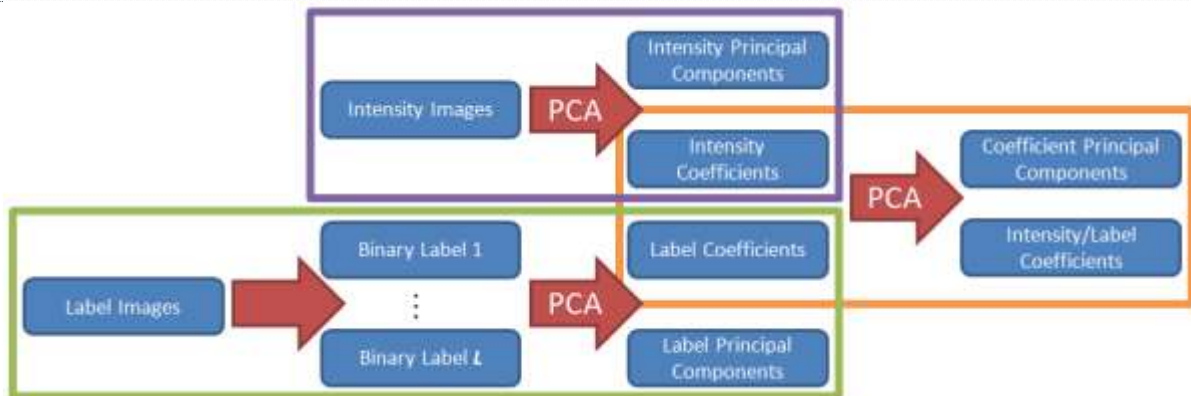 Intensity Principal
Components
Intensity Images
PCA
Intensity
Coefficients
Coefficient Principal
Components
PCA
Binary Label 1
Label Coefficients
Intensity/Label
Coefficients
Label Images
⋮
PCA
Binary Label L
Label Principal
Components